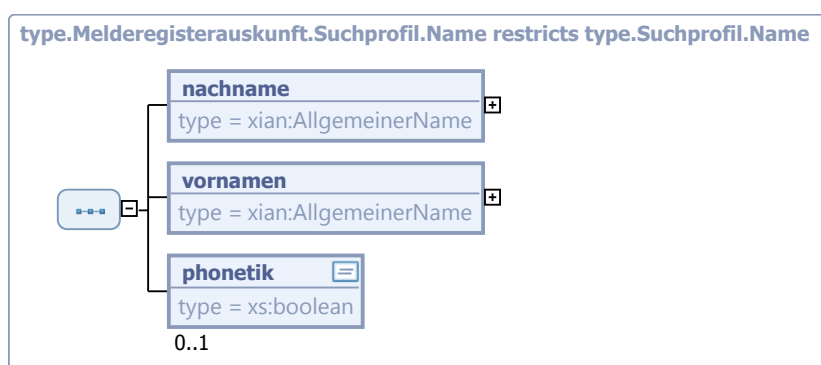 type.Melderegisterauskunft.Suchprofil.Name restricts type.Suchprofil.Name
nachname
type = xian:AllgemeinerName
vornamen
type = xian:AllgemeinerName
phonetik
type = xs:boolean
0..1